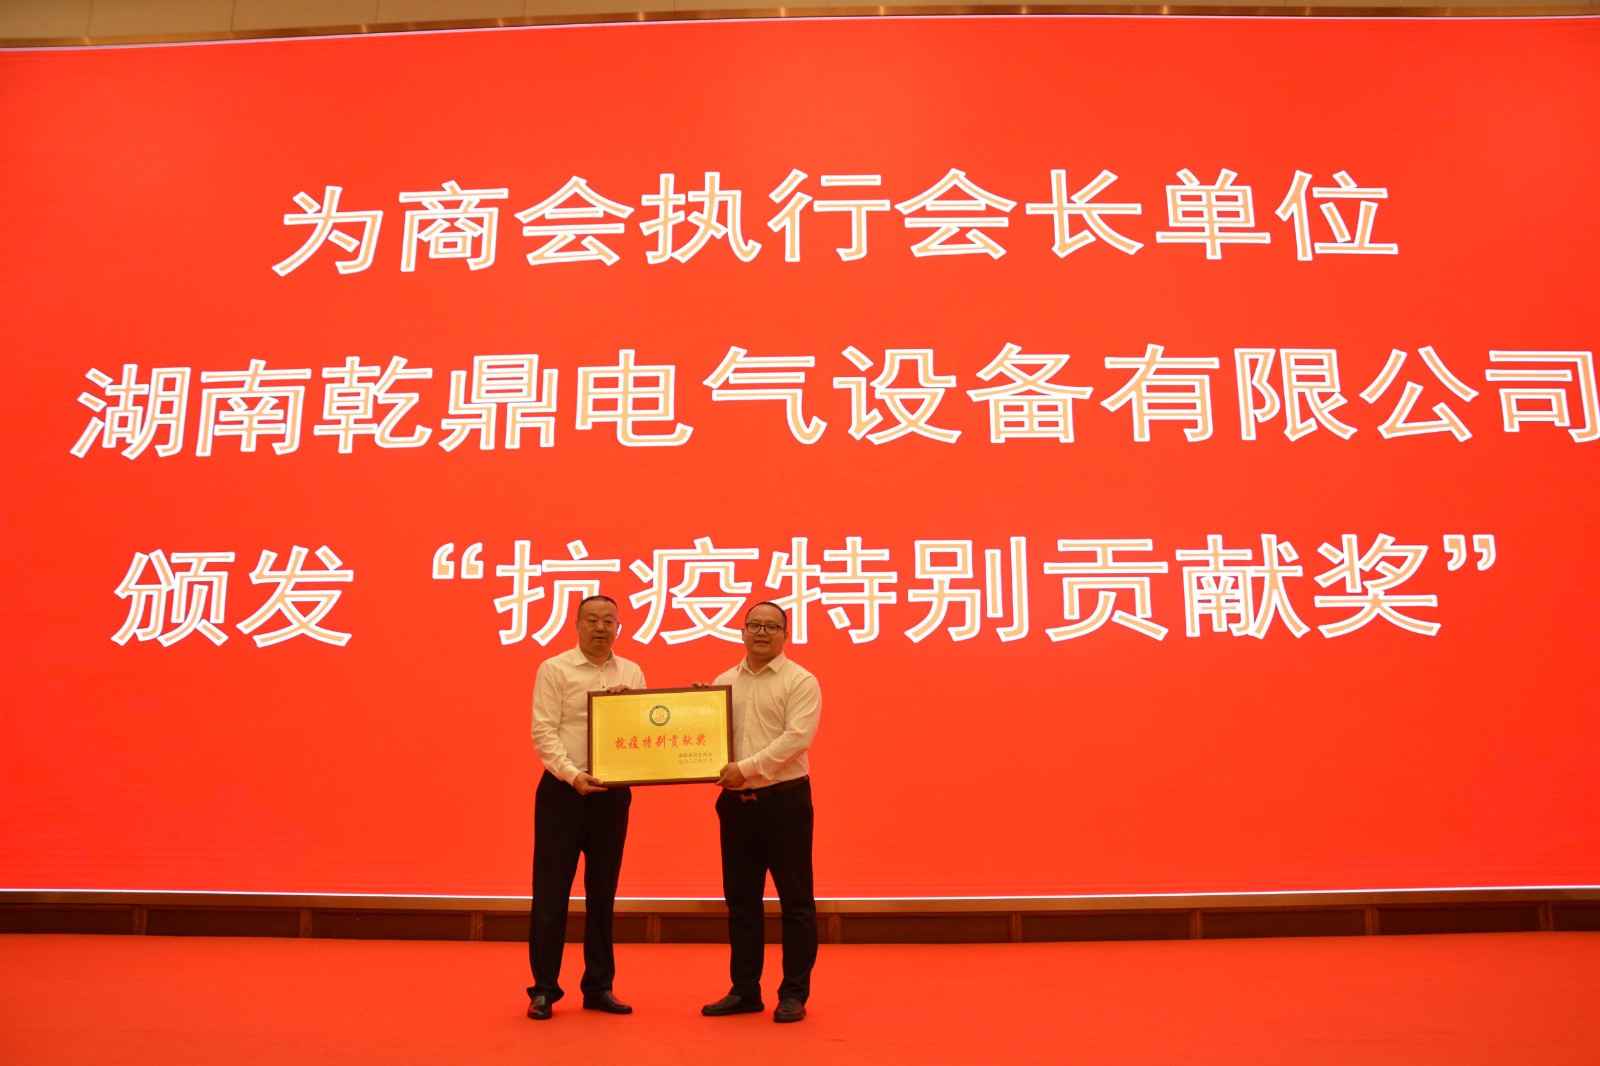 为商会执行会长单位
湖南乾鼎电气设备有限公司
颁发“抗疫特别贡献奖”
抗疫特别贡献奖